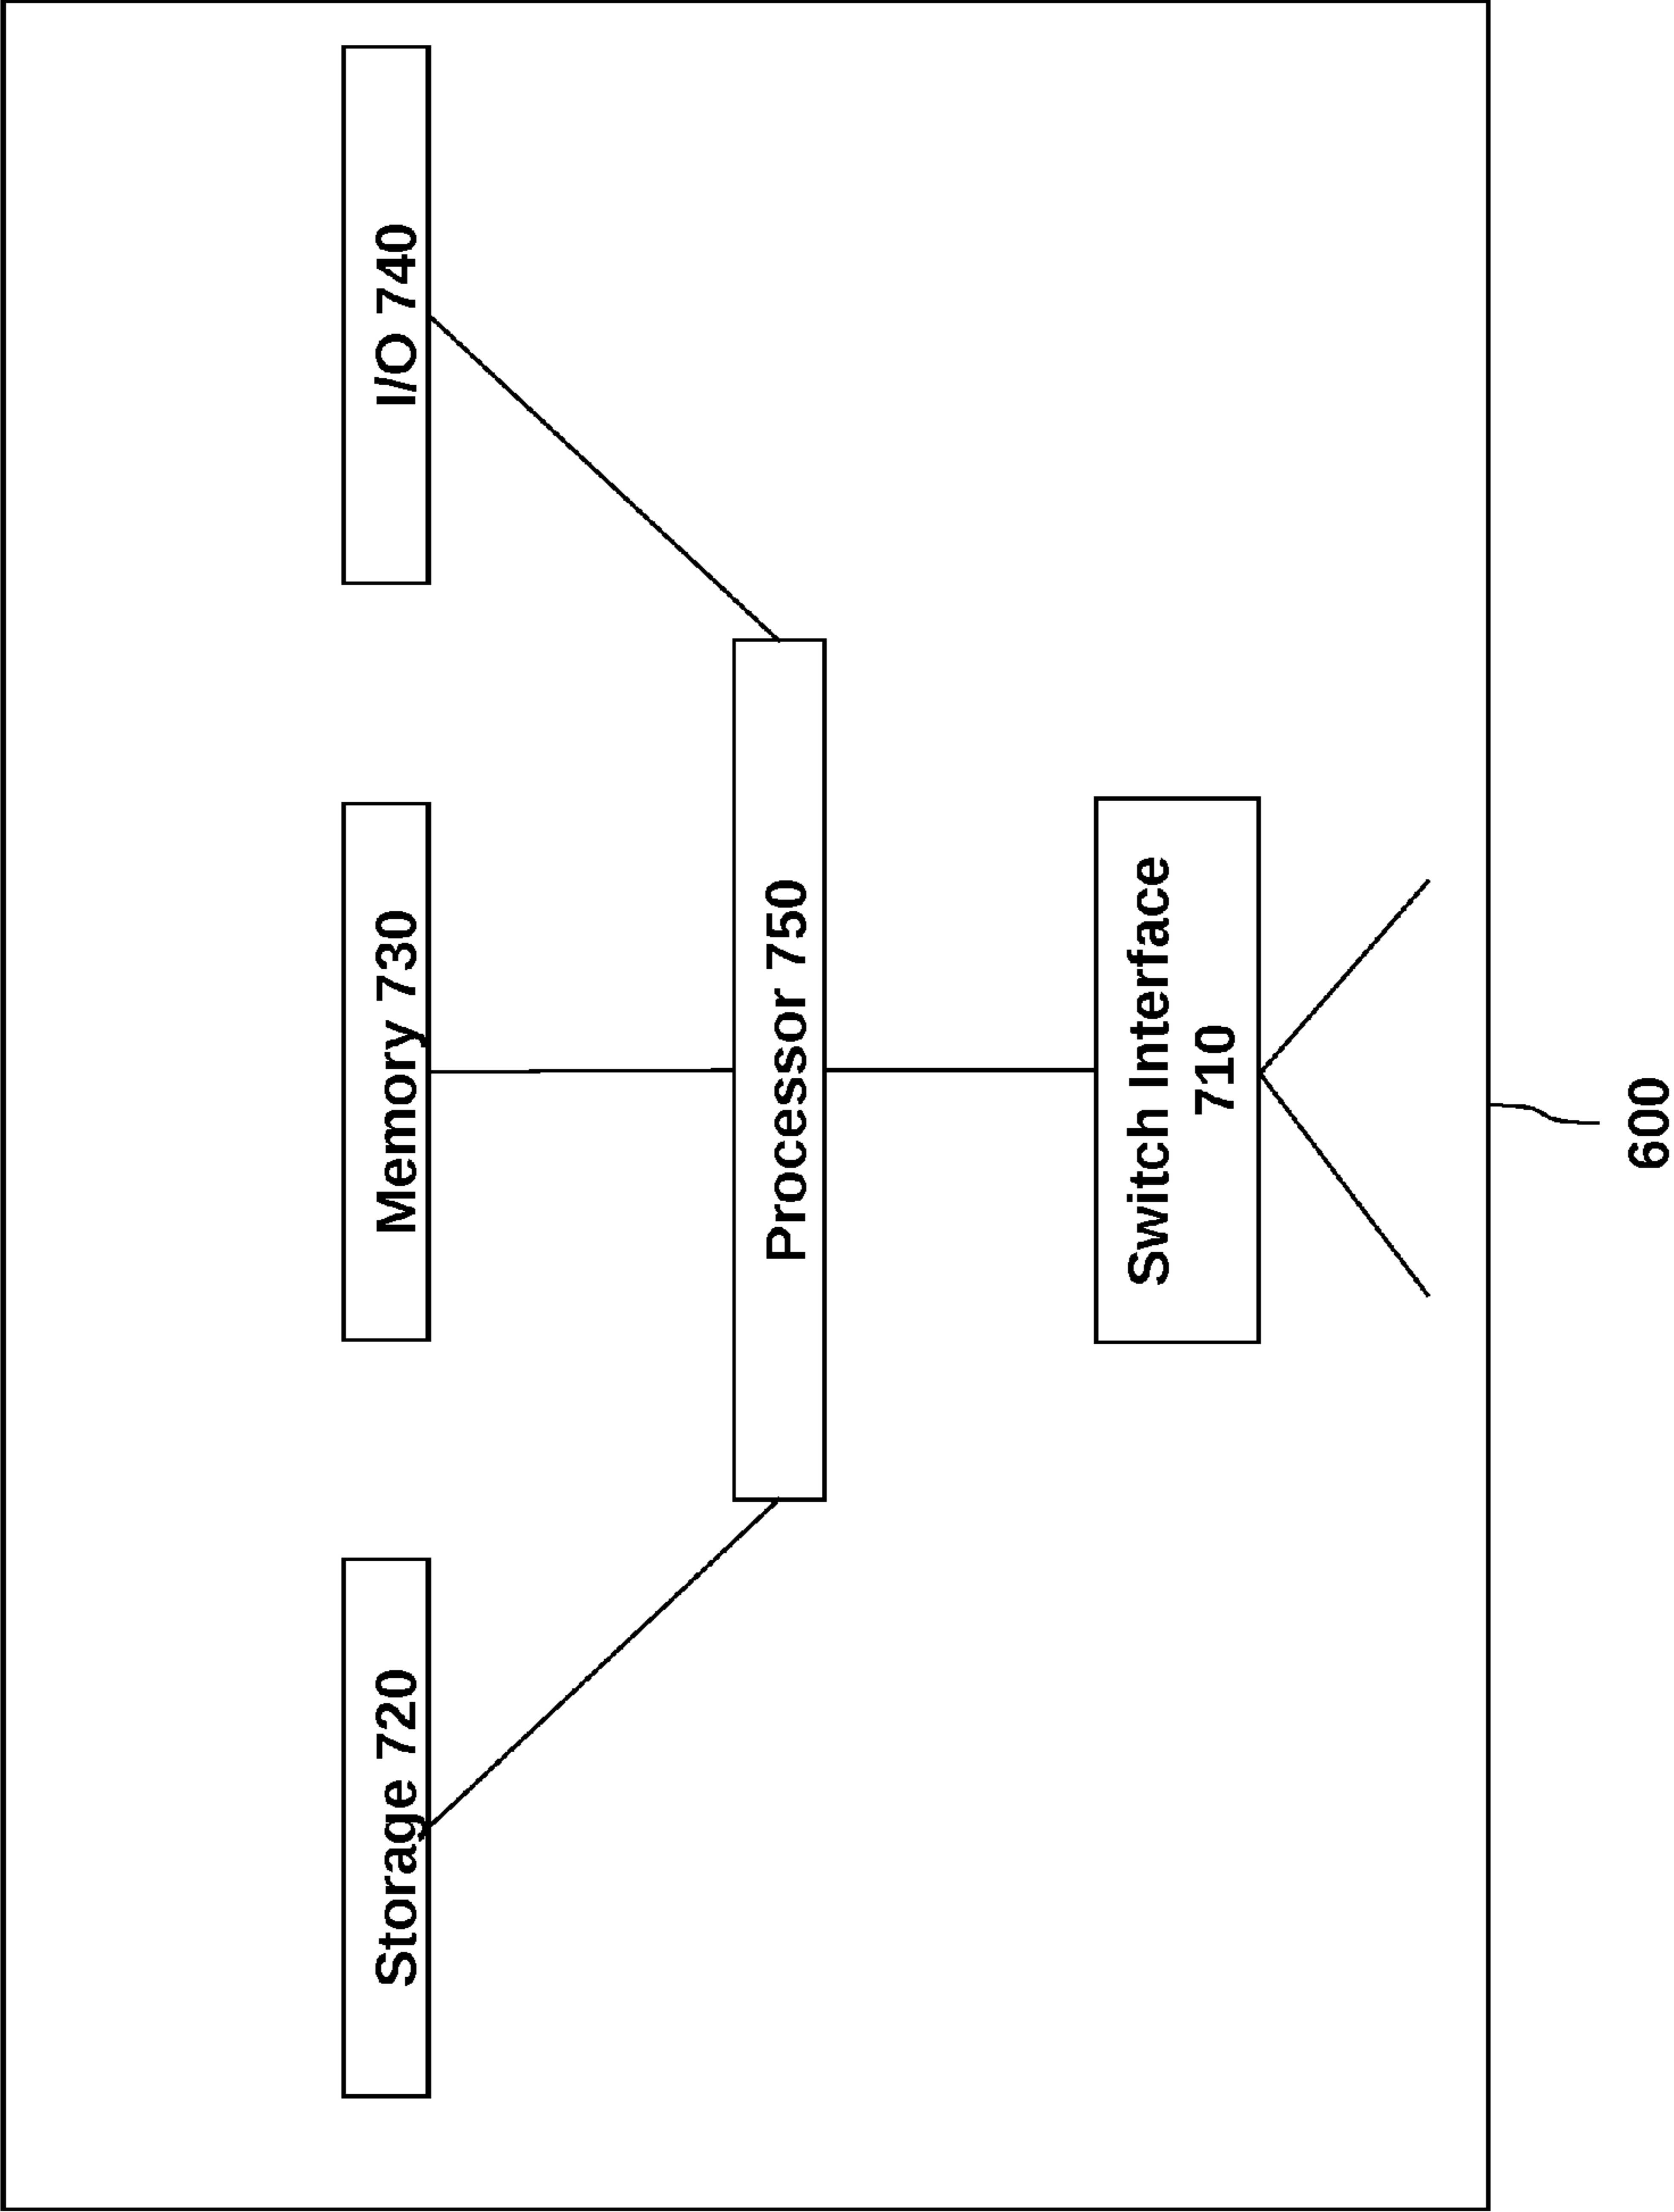 Storage 720
Memory 730
I/O 740
Processor 750
Switch Interface
710
600